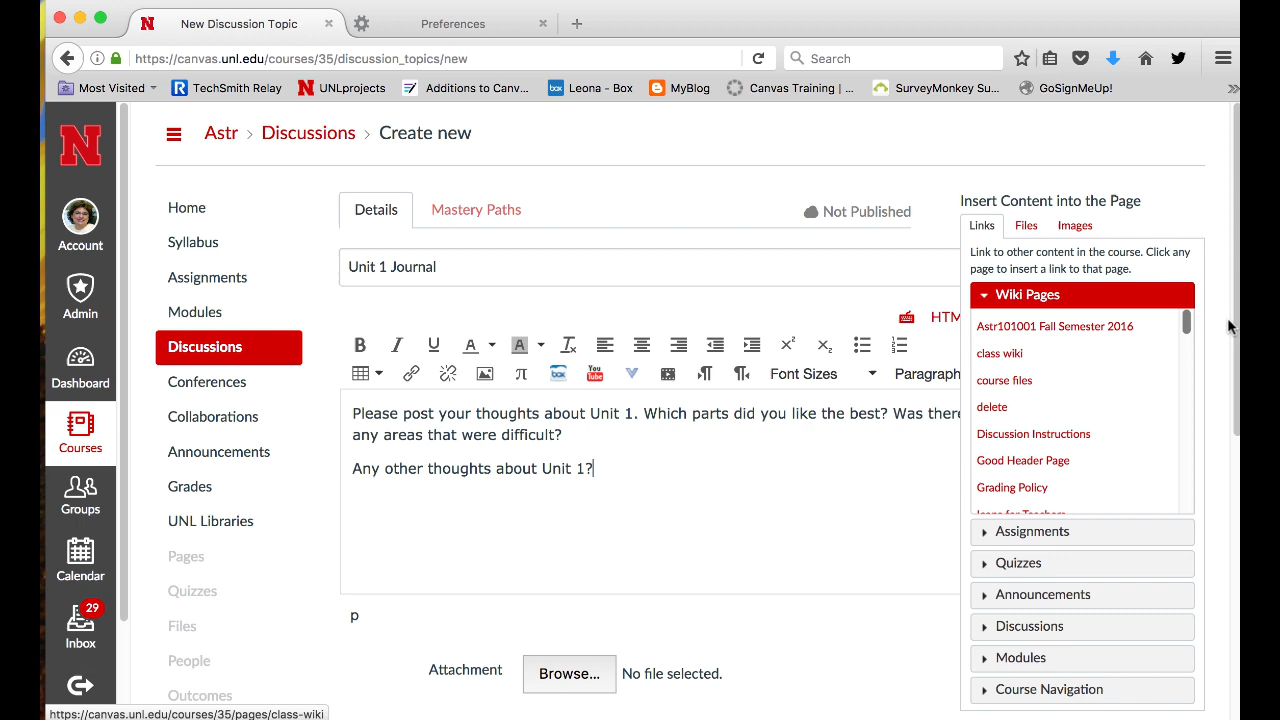 New Discussion Topic
Preferences
https://canvas.unl.edu/courses/35/discussion_topics/new
Search
Most Visited
TechSmith Relay
UNLprojects
Additions to Canv...
Leona - Box
MyBlog
Canvas Training | ...
SurveyMonkey Su...
GoSignMeUp!
N
Account
Admin
Dashboard
Courses
Groups
Calendar
29
Inbox
Astr > Discussions > Create new
Home
Syllabus
Assignments
Modules
Discussions
Conferences
Collaborations
Announcements
Grades
UNL Libraries
Pages
Quizzes
Files
People
Outcomes
Details
Mastery Paths
Not Published
Unit 1 Journal
HTM
Font Sizes
Paragraph
Please post your thoughts about Unit 1. Which parts did you like the best? Was there
any areas that were difficult?
Any other thoughts about Unit 1?
p
Attachment
Browse...
No file selected.
Insert Content into the Page
Links
Files
Images
Link to other content in the course. Click any
page to insert a link to that page.
Wiki Pages
Astr101001 Fall Semester 2016
class wiki
course files
delete
Discussion Instructions
Good Header Page
Grading Policy
Icons for Teachers
Assignments
Quizzes
Announcements
Discussions
Modules
Course Navigation
https://canvas.unl.edu/courses/35/pages/class-wiki